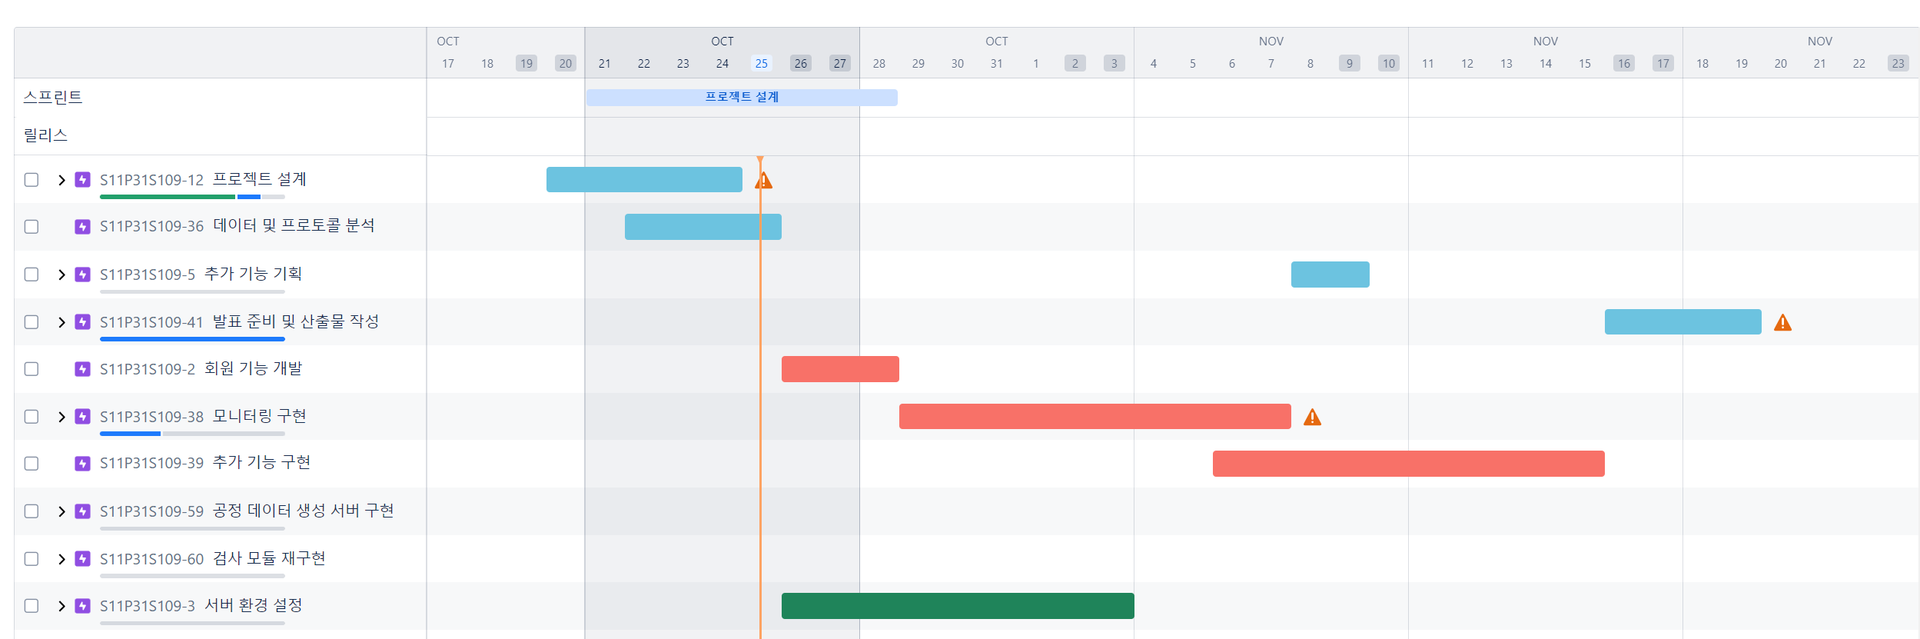 OCT OCT OCT NOV NOV NOV
17 18 19 20 21 22 23 24 25 26 27 28 29 30 31 1 2 3 4 5 6 7 8 9 10 11 12 13 14 15 16 17 18 19 20 21 22 23
스프린트 프로젝트 설계
릴리스
S11P31S109-12 프로젝트 설계
S11P31S109-36 데이터 및 프로토콜 분석
S11P31S109-5 추가 기능 기획
S11P31S109-41 발표 준비 및 산출물 작성
S11P31S109-2 회원 기능 개발
S11P31S109-38 모니터링 구현
S11P31S109-39 추가 기능 구현
S11P31S109-59 공정 데이터 생성 서버 구현
S11P31S109-60 검사 모듈 재구현
S11P31S109-3 서버 환경 설정